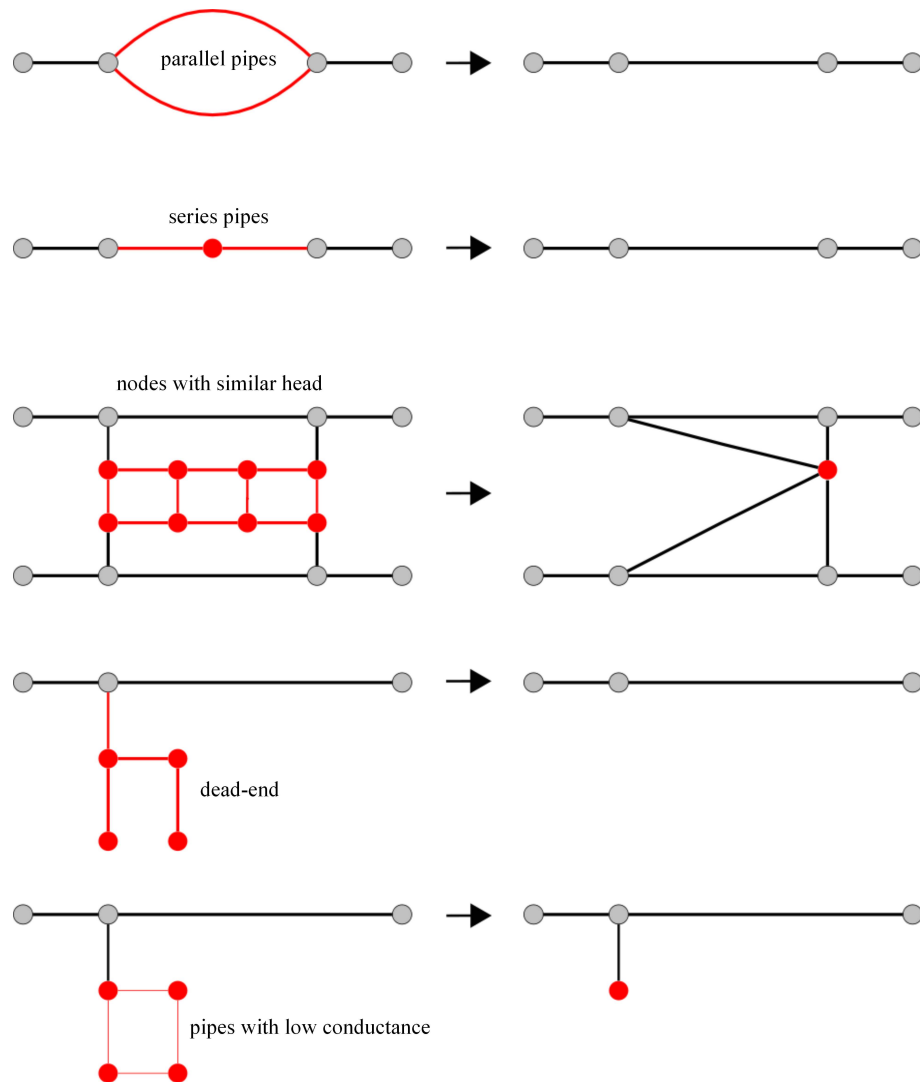 parallel pipes
series pipes
nodes with similar head
dead-end
pipes with low conductance